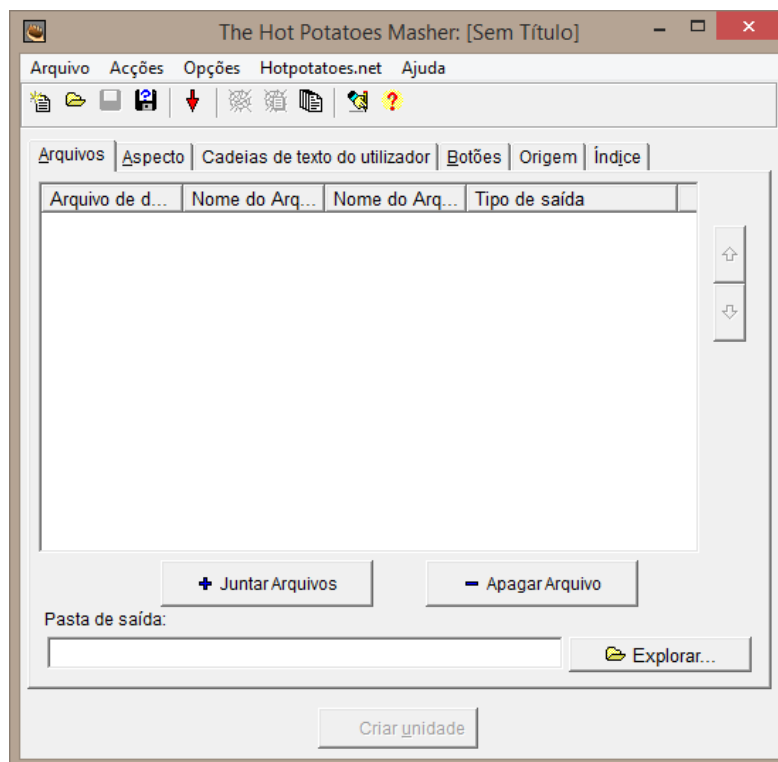 The Hot Potatoes Masher: [Sem Título]
Arquivo Acções Opções Hotpotatoes.net Ajuda
Arquivos Aspecto Cadeias de texto do utilizador Botões Origem Índice
Arquivo de d... Nome do Arq... Nome do Arq... Tipo de saída
+ Juntar Arquivos - Apagar Arquivo
Pasta de saída:
Explorar...
Criar unidade